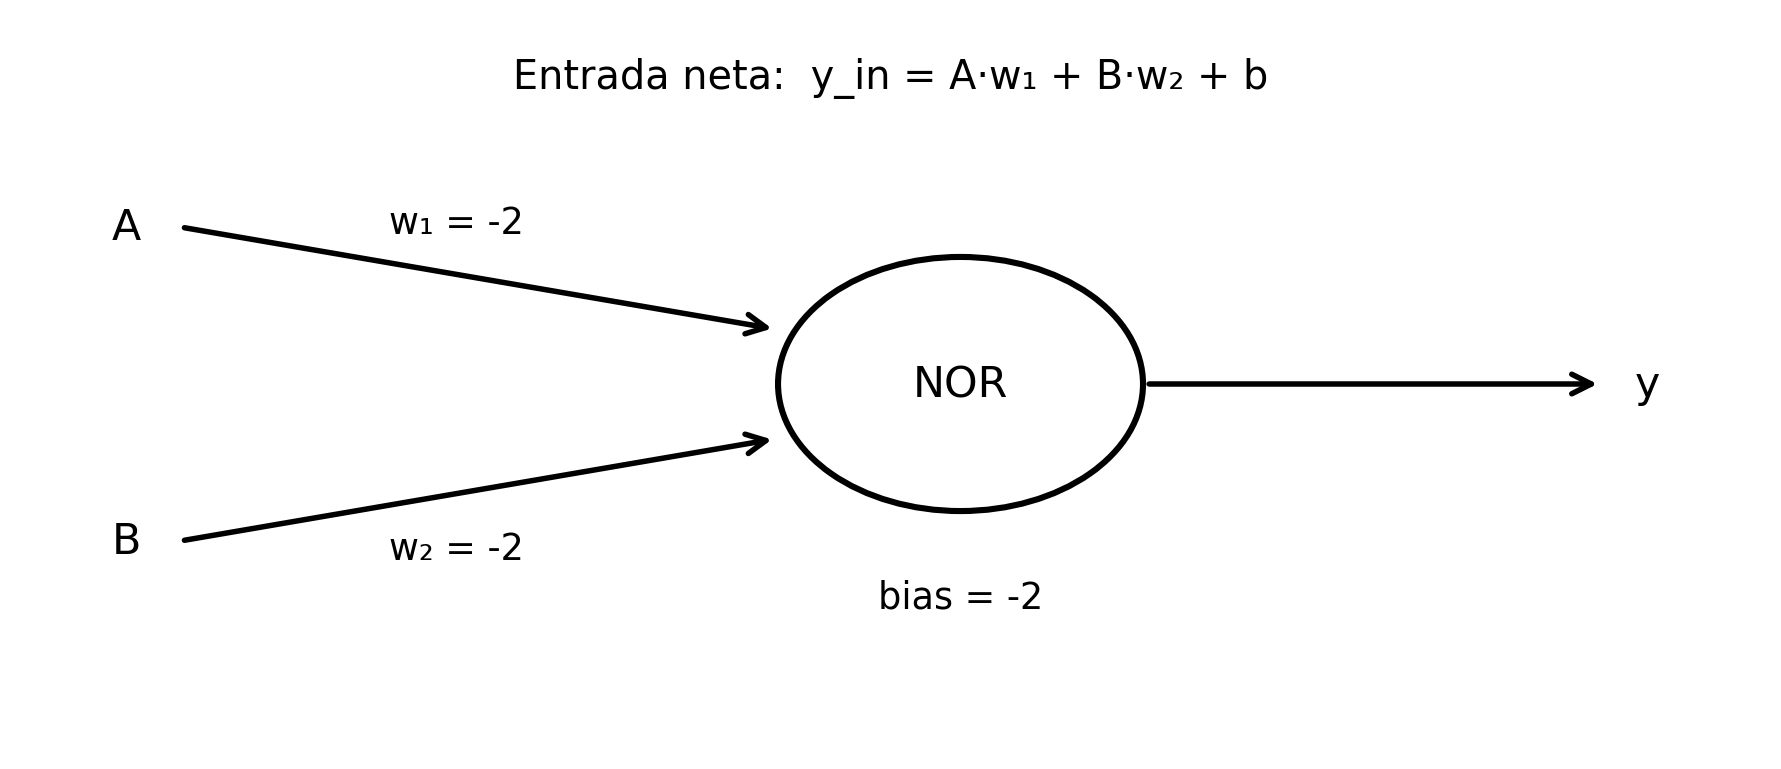 Entrada neta:  y_in = A·w₁ + B·w₂ + b
A
w₁ = -2
NOR
y
B
w₂ = -2
bias = -2